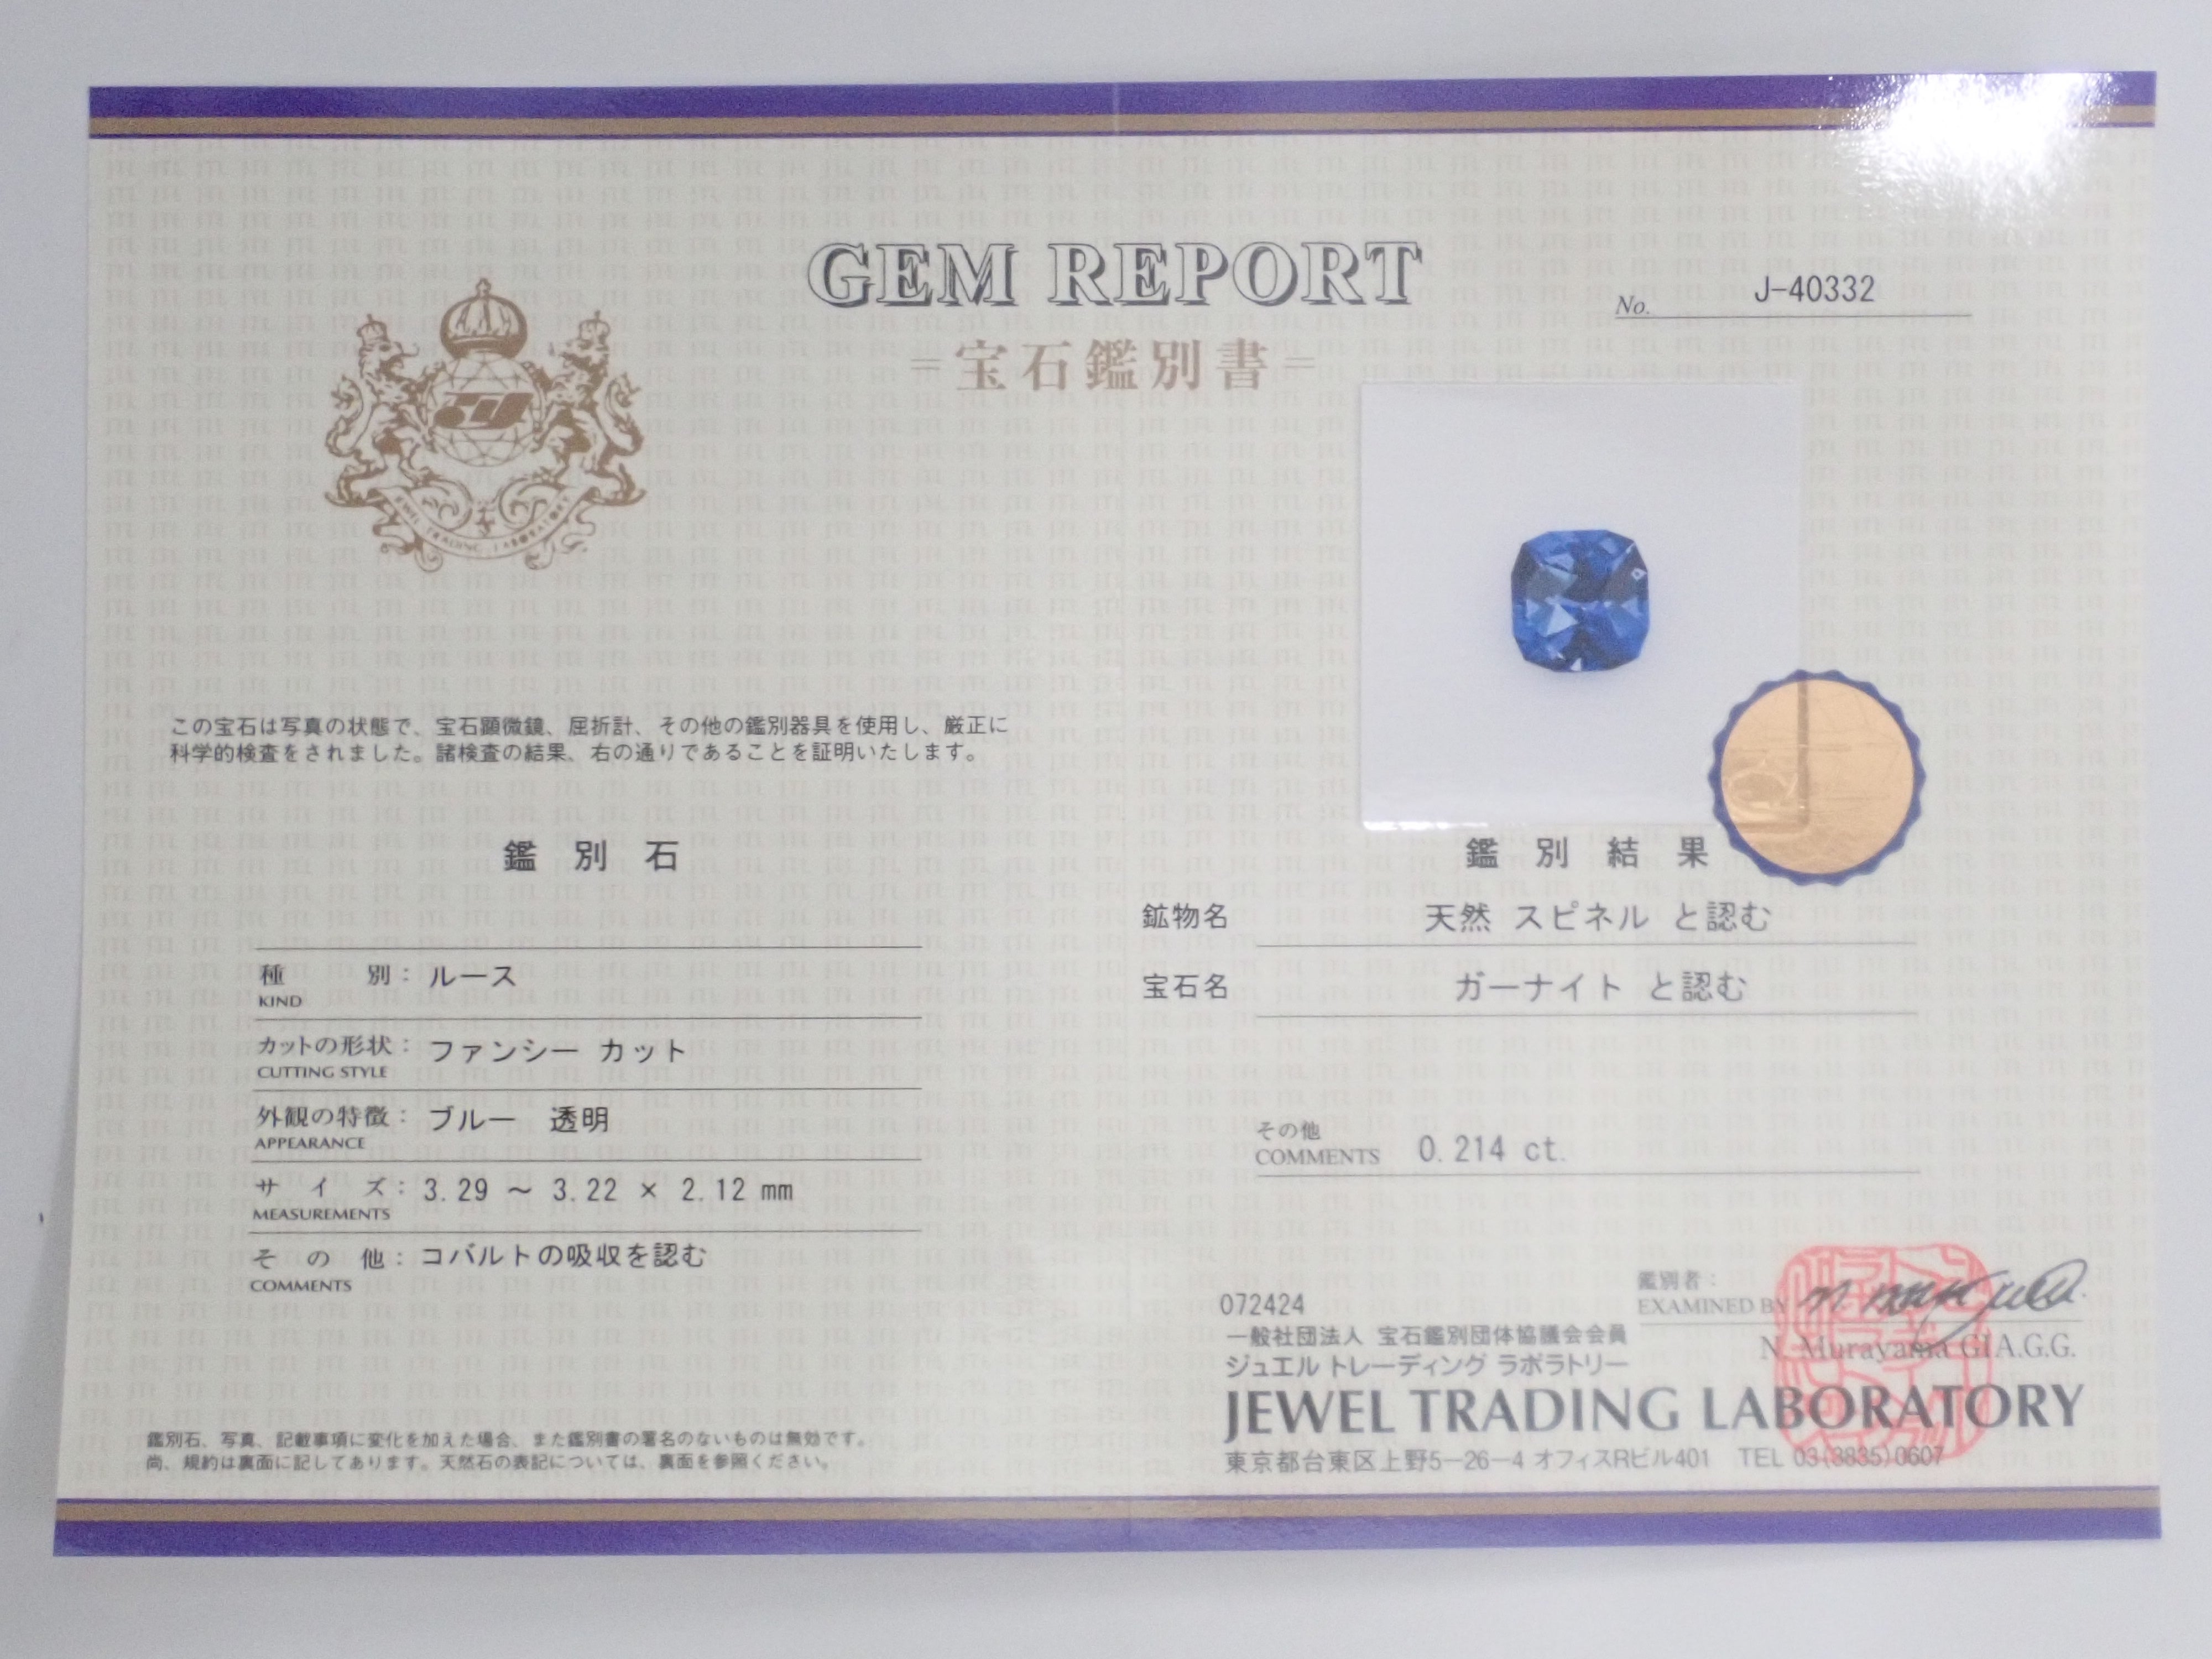 GEM REPORT
No. J-40332
=宝石鑑別書=
JEWEL TRADING LABORATORY
この宝石は写真の状態で、宝石顕微鏡、屈折計、その他の鑑別器具を使用し、厳正に
科学的検査をされました。諸検査の結果、右の通りであることを証明いたします。
鑑別石
種別: ルース
KIND
カットの形状: ファンシー カット
CUTTING STYLE
外観の特徴: ブルー 透明
APPEARANCE
サイズ: 3.29 ~ 3.22 × 2.12 mm
MEASUREMENTS
その他: コバルトの吸収を認む
COMMENTS
鑑別石、写真、記載事項に変化を加えた場合、また鑑別書の署名のないものは無効です。
尚、規約は裏面に記してあります。天然石の表記については、裏面を参照ください。
鑑別結果
鉱物名 天然 スピネル と認む
宝石名 ガーナイト と認む
その他
COMMENTS 0.214 ct.
072424
鑑別者:
EXAMINED BY
N. Murayama GIA.G.G.
一般社団法人 宝石鑑別団体協議会会員
ジュエル トレーディング ラボラトリー
JEWEL TRADING LABORATORY
東京都台東区上野5-26-4 オフィスRビル401 TEL 03(3835)0607